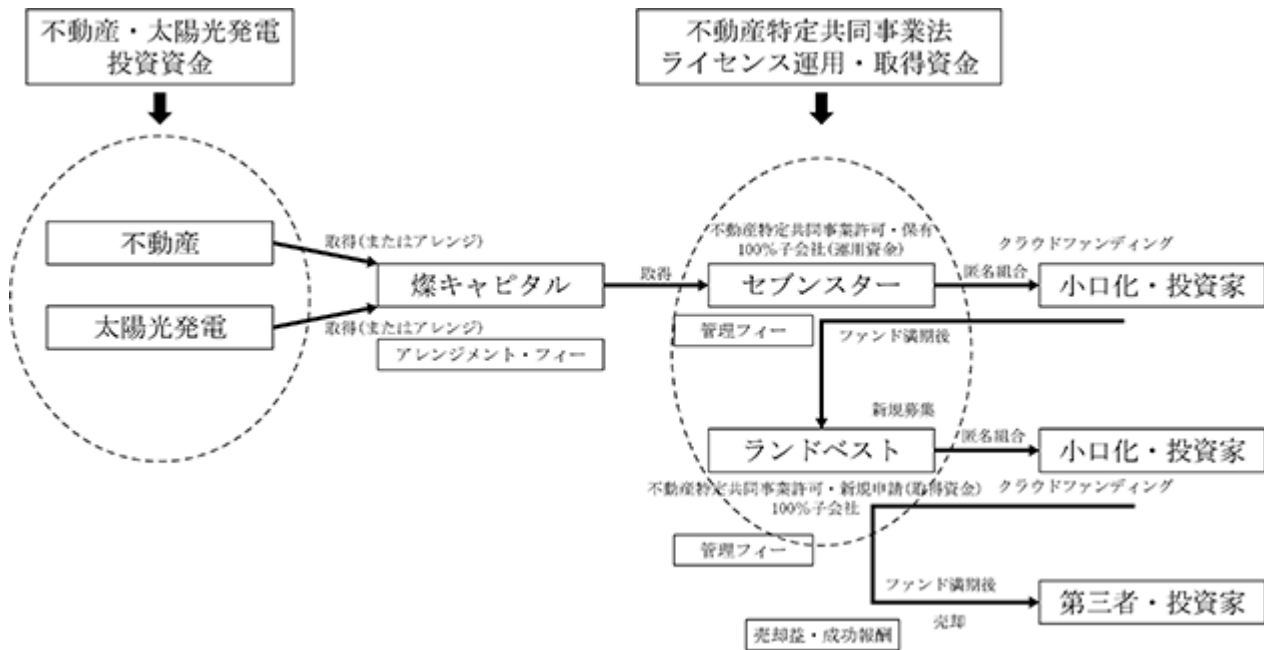 不動産・太陽光発電
投資資金
不動産特定共同事業法
ライセンス運用・取得資金
不動産
取得(またはアレンジ)
太陽光発電
取得(またはアレンジ)
燦キャピタル
アレンジメント・フィー
取得
不動産特定共同事業許可・保有
100%子会社(運用資金)
セブンスター
管理フィー
匿名組合
クラウドファンディング
小口化・投資家
ファンド満期後
新規募集
ランドベスト
匿名組合
小口化・投資家
不動産特定共同事業許可・新規申請(取得資金)
100%子会社
クラウドファンディング
管理フィー
ファンド満期後
売却
第三者・投資家
売却益・成功報酬